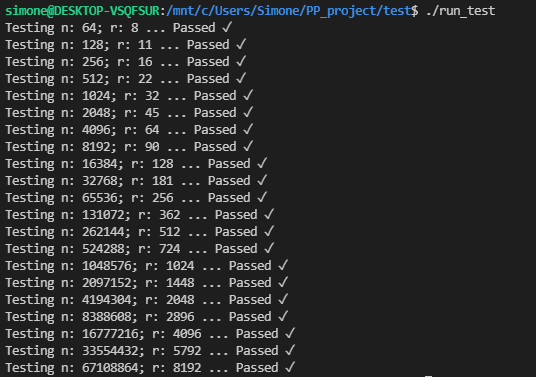 simone@DESKTOP-VSQFSUR:/mnt/c/Users/Simone/PP_project/test$ ./run_test
Testing n: 64; r: 8 ... Passed ✓
Testing n: 128; r: 11 ... Passed ✓
Testing n: 256; r: 16 ... Passed ✓
Testing n: 512; r: 22 ... Passed ✓
Testing n: 1024; r: 32 ... Passed ✓
Testing n: 2048; r: 45 ... Passed ✓
Testing n: 4096; r: 64 ... Passed ✓
Testing n: 8192; r: 90 ... Passed ✓
Testing n: 16384; r: 128 ... Passed ✓
Testing n: 32768; r: 181 ... Passed ✓
Testing n: 65536; r: 256 ... Passed ✓
Testing n: 131072; r: 362 ... Passed ✓
Testing n: 262144; r: 512 ... Passed ✓
Testing n: 524288; r: 724 ... Passed ✓
Testing n: 1048576; r: 1024 ... Passed ✓
Testing n: 2097152; r: 1448 ... Passed ✓
Testing n: 4194304; r: 2048 ... Passed ✓
Testing n: 8388608; r: 2896 ... Passed ✓
Testing n: 16777216; r: 4096 ... Passed ✓
Testing n: 33554432; r: 5792 ... Passed ✓
Testing n: 67108864; r: 8192 ... Passed ✓